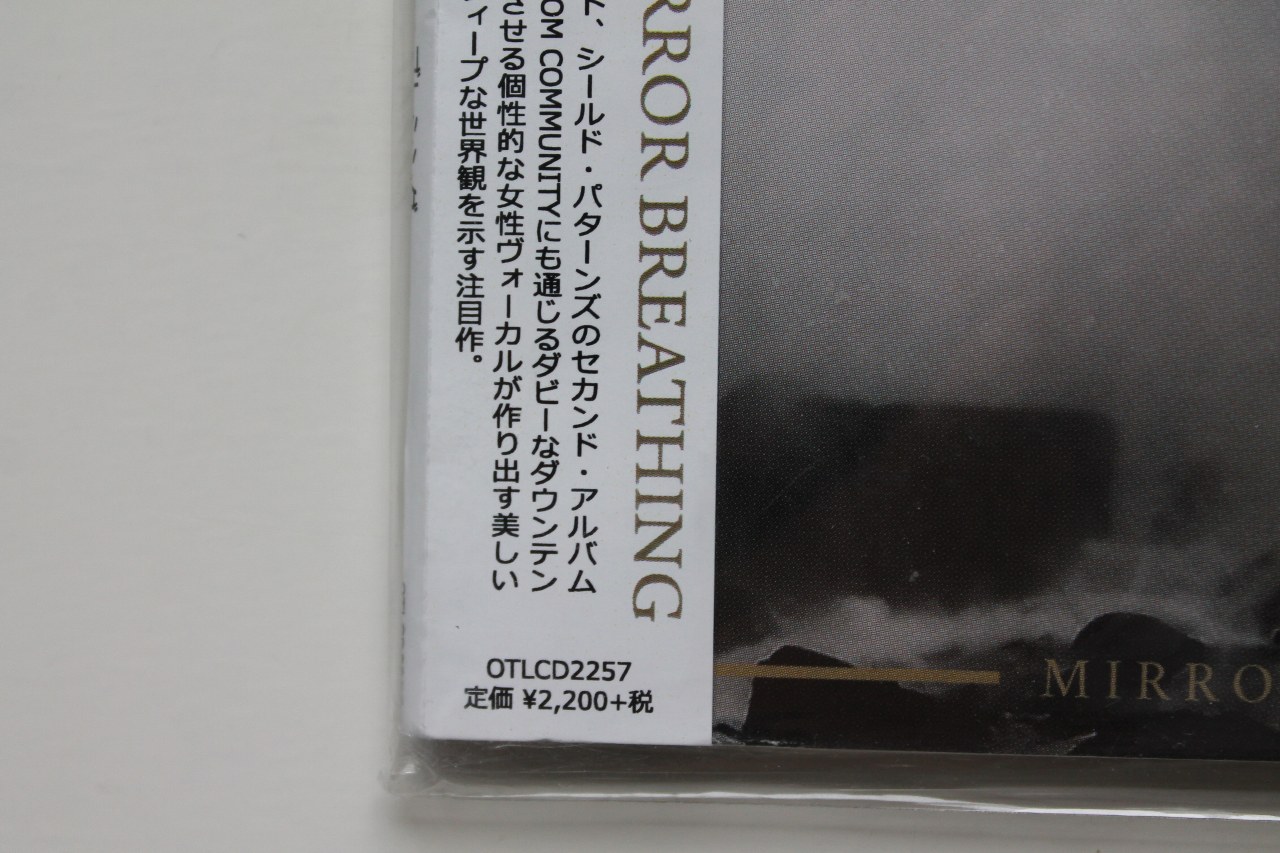 RROR BREATHING
ト、シールド・パターンズのセカンド・アルバム
OM COMMUNITYにも通じるダビーなダウンテン
させる個性的な女性ヴォーカルが作り出す美しい
ィープな世界観を示す注目作。
OTLCD2257
定価 ¥2,200+税
MIRRO